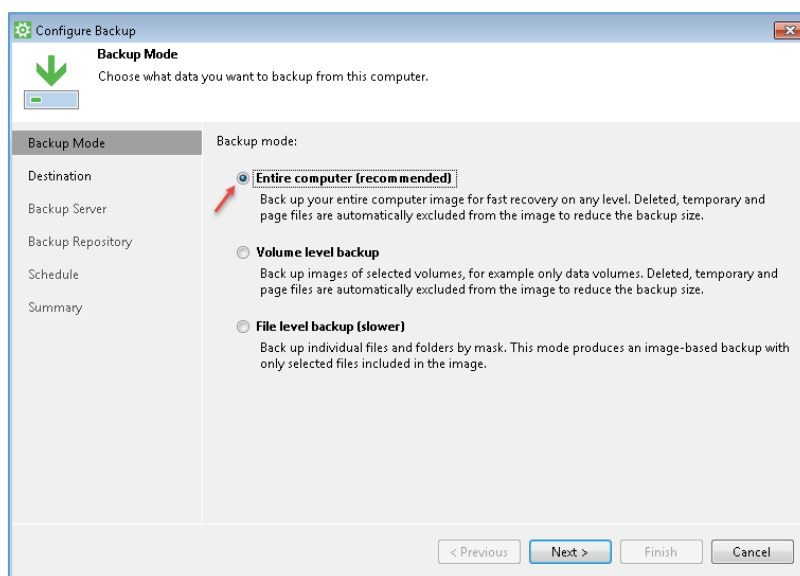 Configure Backup
Backup Mode
Choose what data you want to backup from this computer.
Backup Mode
Destination
Backup Server
Backup Repository
Schedule
Summary
Backup mode:
Entire computer (recommended)
Back up your entire computer image for fast recovery on any level. Deleted, temporary and
page files are automatically excluded from the image to reduce the backup size.
Volume level backup
Back up images of selected volumes, for example only data volumes. Deleted, temporary and
page files are automatically excluded from the image to reduce the backup size.
File level backup (slower)
Back up individual files and folders by mask. This mode produces an image-based backup with
only selected files included in the image.
< Previous
Next >
Finish
Cancel